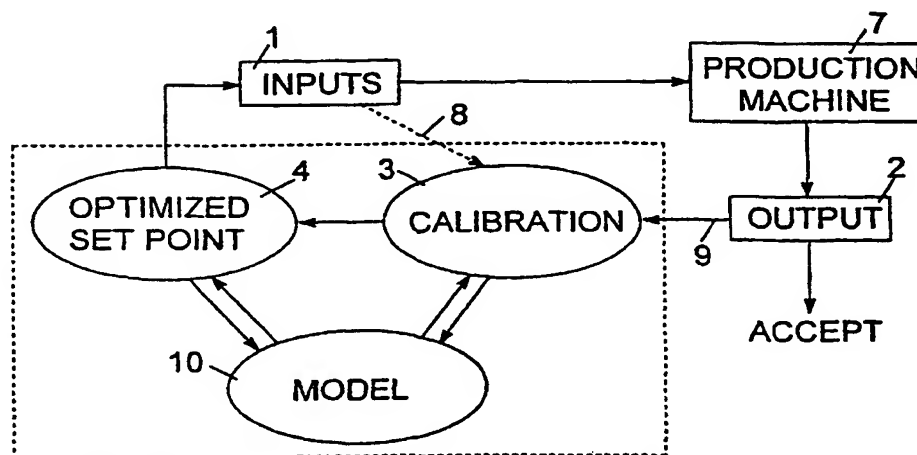 1
INPUTS
7
PRODUCTION
MACHINE
8
4
OPTIMIZED
SET POINT
3
CALIBRATION
9
2
OUTPUT
ACCEPT
10
MODEL